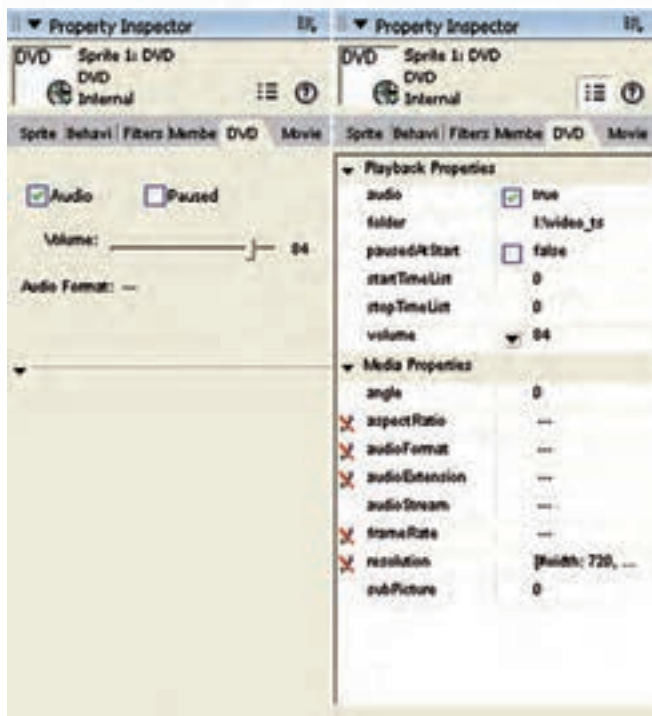 Property Inspector
DVD
Sprite 1: DVD
DVD
Internal
Sprite Behavi Filters Membe DVD Movie
Audio
Paused
Volume:
84
Audio Format: ---
Property Inspector
DVD
Sprite 1: DVD
DVD
Internal
Sprite Behavi Filters Membe DVD Movie
Playback Properties
audio true
folder I:\video_ts
pausedAtStart false
startTimeList 0
stopTimeList 0
volume 84
Media Properties
angle 0
aspectRatio ---
audioFormat ---
audioExtension ---
audioStream ---
frameRate ---
resolution [#width: 720, ...
subPicture 0